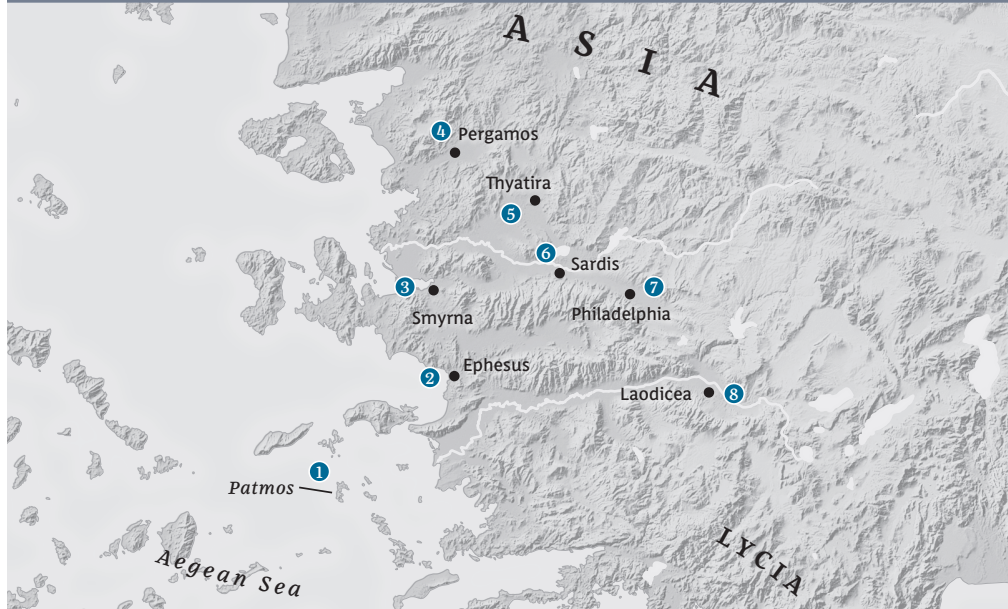 ASIA
4
Pergamos
Thyatira
5
6
Sardis
3
7
Smyrna
Philadelphia
2
Ephesus
Laodicea
8
1
Patmos
Aegean Sea
LYCIA